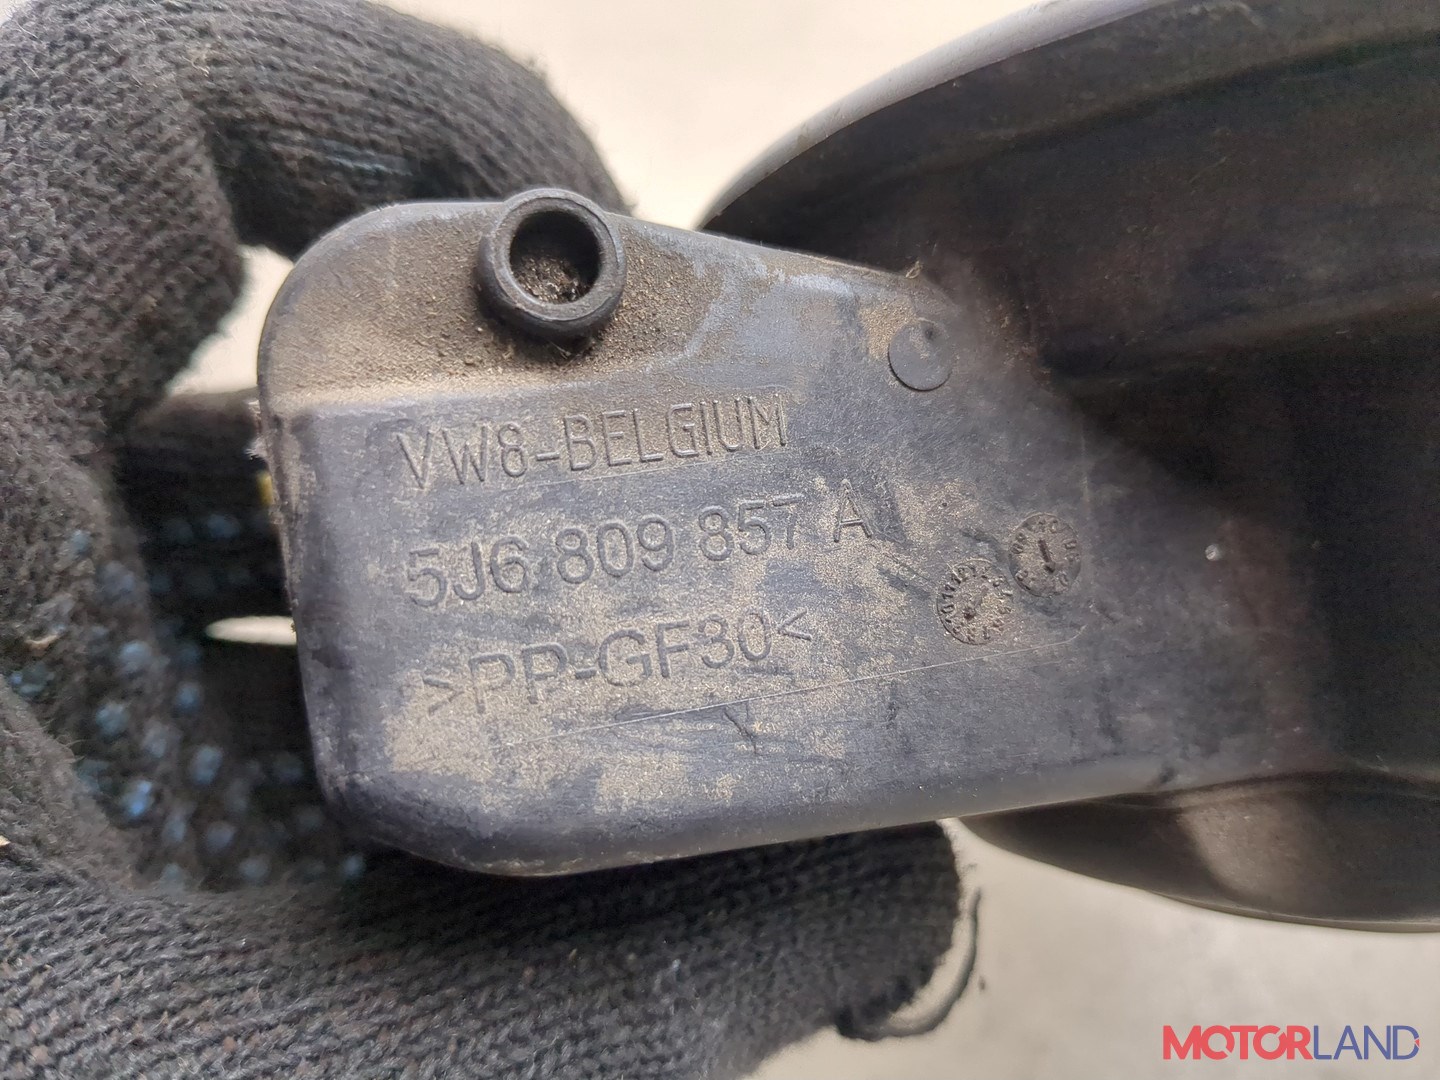 VW8-BELGIUM
5J6 809 857 A
>PP-GF30<
MOTORLAND